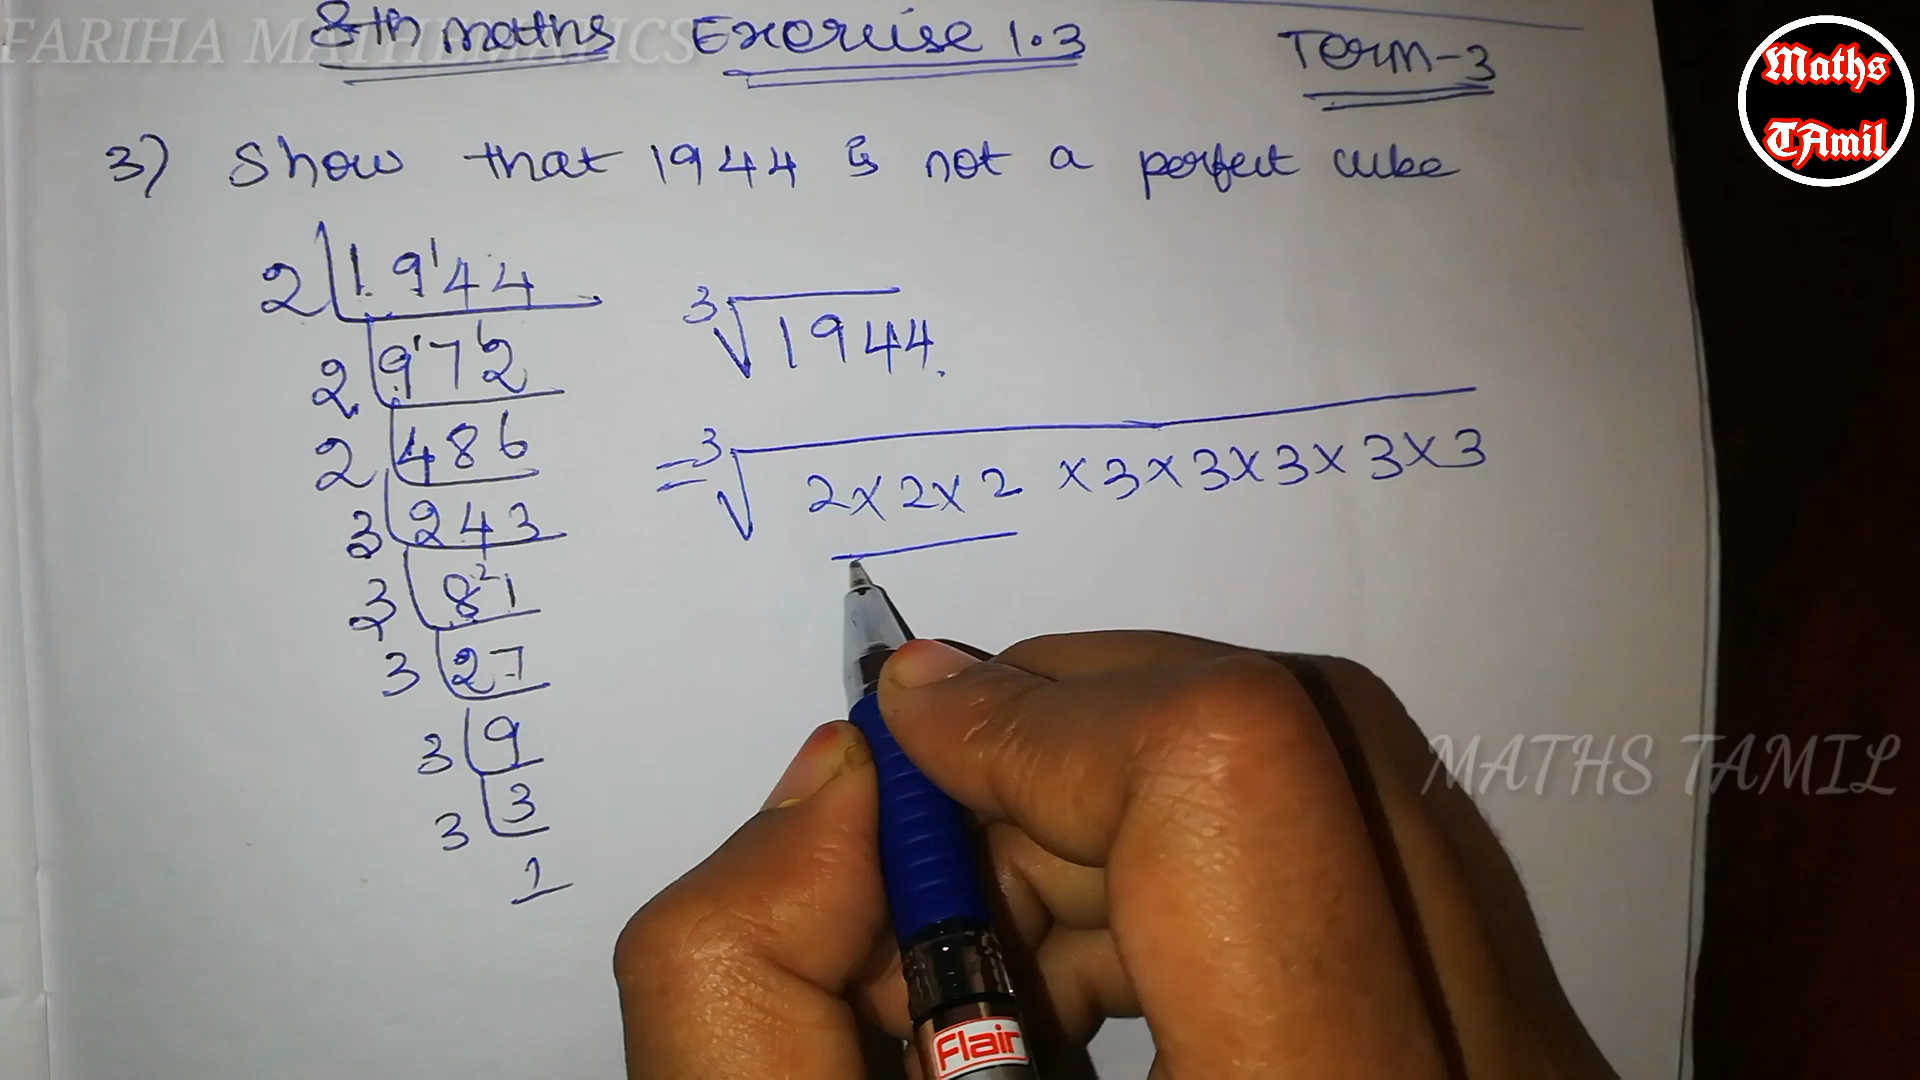 FARIHA MATHEMATICS
8th maths Exercise 1.3
Term-3
Maths
TAmil
3) Show that 1944 is not a perfect cube
2 1944
2 972
2 486
3 243
3 81
3 27
3 9
3 3
1
3√1944
= 3√2×2×2×3×3×3×3×3
MATHS TAMIL
Flair